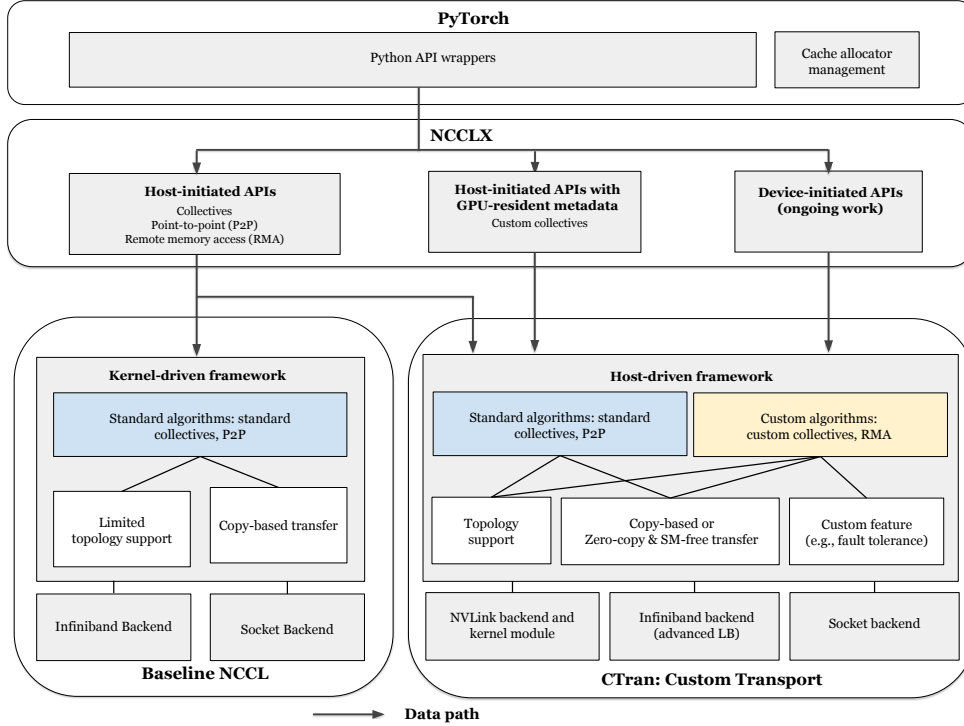 PyTorch
Python API wrappers
Cache allocator
management
NCCLX
Host-initiated APIs
Collectives
Point-to-point (P2P)
Remote memory access (RMA)
Host-initiated APIs with
GPU-resident metadata
Custom collectives
Device-initiated APIs
(ongoing work)
Kernel-driven framework
Standard algorithms: standard
collectives, P2P
Limited
topology support
Copy-based transfer
Infiniband Backend
Socket Backend
Baseline NCCL
Host-driven framework
Standard algorithms: standard
collectives, P2P
Custom algorithms:
custom collectives, RMA
Topology
support
Copy-based or
Zero-copy & SM-free transfer
Custom feature
(e.g., fault tolerance)
NVLink backend and
kernel module
Infiniband backend
(advanced LB)
Socket backend
CTran: Custom Transport
Data path